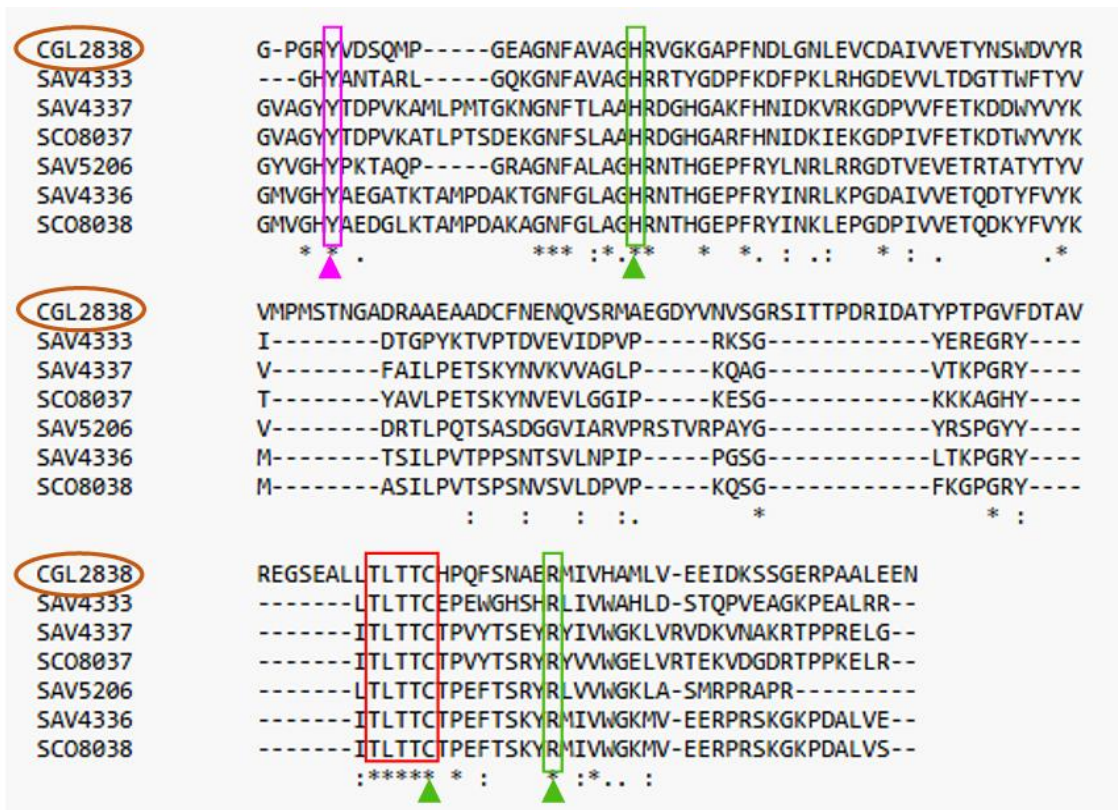 CGL2838 G-PGRYVDSQMP-----GEAGNFAVAGHRVGKGAPFNDLGNLEVCDAIVVETYNSWDVYR
SAV4333 ---GHYANTARL-----GQKGNFAVAGHRRTYGDPFKDFPKLRHGDEVVLTDGTTWFTYV
SAV4337 GVAGYYTDPVKAMLPMTGKNGNFTLAAHRDGHGAKFHNIDKVRKGDPVVFETKDDWYVYK
SCO8037 GVAGYYTDPVKATLPTSDEKGNFSLAAHRDGHGARFHNIDKIEKGDPIVFETKDTWYVYK
SAV5206 GYVGHYPKTAQP-----GRAGNFALAGHRNTHGEPFRYLNRLRRGDTVEVETRTATYTYV
SAV4336 GMVGHYAEGATKTAMPDAKTGNFGLAGHRNTHGEPFRYINRLKPGDAIVVETQDTYFVYK
SCO8038 GMVGHYAEDGLKTAMPDAKAGNFGLAGHRNTHGEPFRYINKLEPGDPIVVETQDKYFVYK
* * . *** :*.** * *. : .: * : . .*
CGL2838 VMPMSTNGADRAAEAADCFNENQVSRMAEGDYVNVSGRSITTPDRIDATYPTPGVFDTAV
SAV4333 I--------DTGPYKTVPTDVEVIDPVP-----RKSG------------YEREGRY----
SAV4337 V--------FAILPETSKYNVKVVAGLP-----KQAG------------VTKPGRY----
SCO8037 T--------YAVLPETSKYNVEVLGGIP-----KESG------------KKKAGHY----
SAV5206 V--------DRTLPQTSASDGGVIARVPRSTVRPAYG------------YRSPGYY----
SAV4336 M--------TSILPVTPPSNTSVLNPIP-----PGSG------------LTKPGRY----
SCO8038 M--------ASILPVTSPSNVSVLDPVP-----KQSG------------FKGPGRY----
: : : :. * * :
CGL2838 REGSEALLTLTTCHPQFSNAERMIVHAMLV-EEIDKSSGERPAALEEN
SAV4333 -------LTLTTCEPEWGHSHRLIVWAHLD-STQPVEAGKPEALRR--
SAV4337 -------ITLTTCTPVYTSEYRYIVWGKLVRVDKVNAKRTPPRELG--
SCO8037 -------ITLTTCTPVYTSRYRYVVWGELVRTEKVDGDRTPPKELR--
SAV5206 -------LTLTTCTPEFTSRYRLVVWGKLA-SMRPRAPR---------
SAV4336 -------ITLTTCTPEFTSKYRMIVWGKMV-EERPRSKGKPDALVE--
SCO8038 -------ITLTTCTPEFTSKYRMIVWGKMV-EERPRSKGKPDALVS--
:***** * : * :*.. :